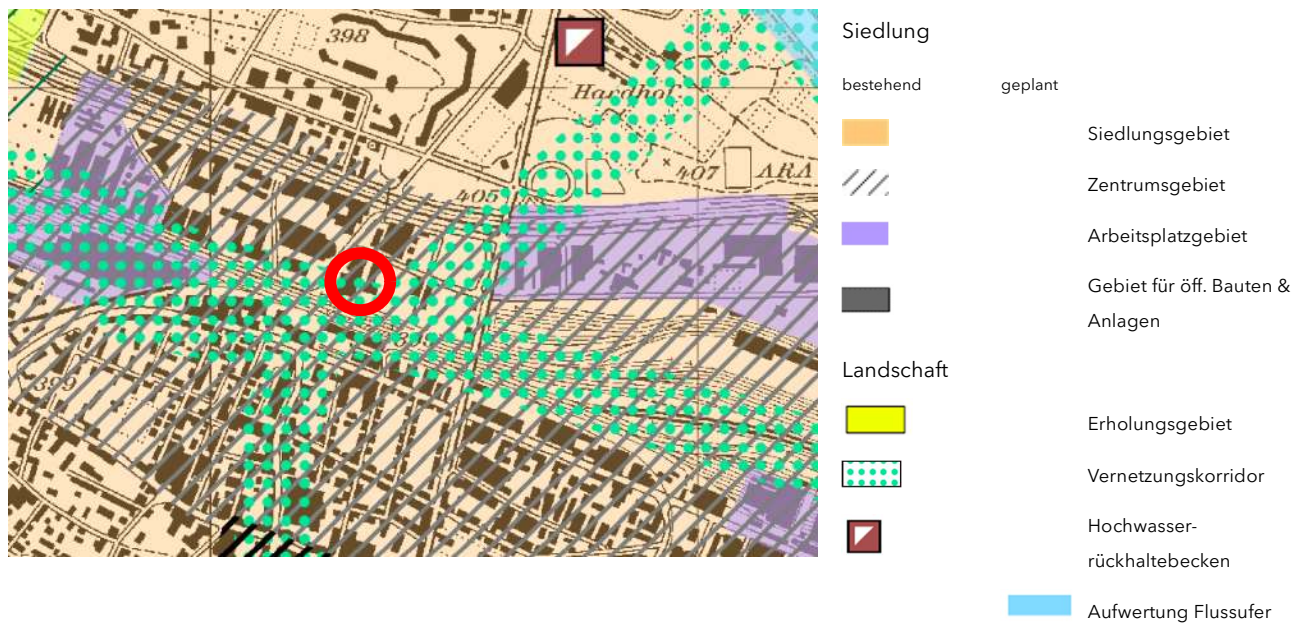 398
Hardhof
407
ARA
405
399
Siedlung
bestehend geplant
Siedlungsgebiet
Zentrumsgebiet
Arbeitsplatzgebiet
Gebiet für öff. Bauten &
Anlagen
Landschaft
Erholungsgebiet
Vernetzungskorridor
Hochwasser-
rückhaltebecken
Aufwertung Flussufer